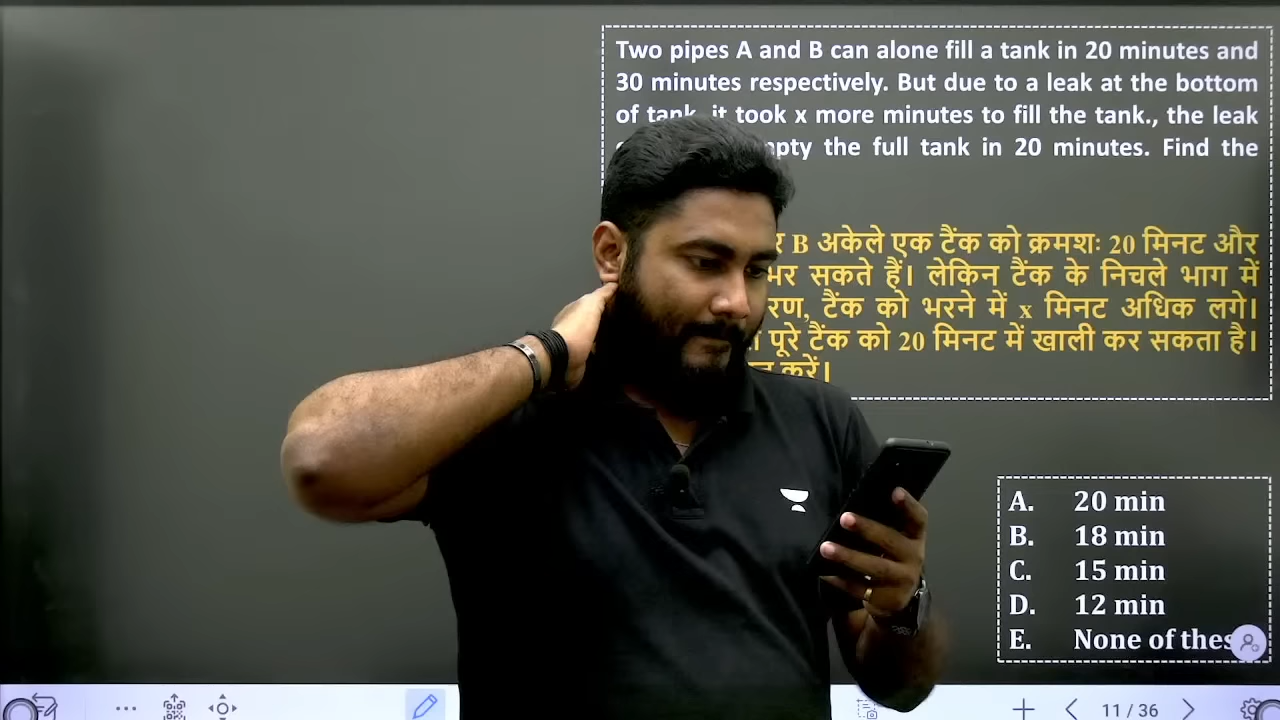 Two pipes A and B can alone fill a tank in 20 minutes and
30 minutes respectively. But due to a leak at the bottom
of tank, it took x more minutes to fill the tank., the leak
the full tank in 20 minutes. Find the
B अकेले एक टैंक को क्रमशः 20 मिनट और
भर सकते हैं। लेकिन टैंक के निचले भाग में
टैंक को भरने में x मिनट अधिक लगे।
पूरे टैंक को 20 मिनट में खाली कर सकता है।
करें।
A. 20 min
B. 18 min
C. 15 min
D. 12 min
E. None of thes
11 / 36